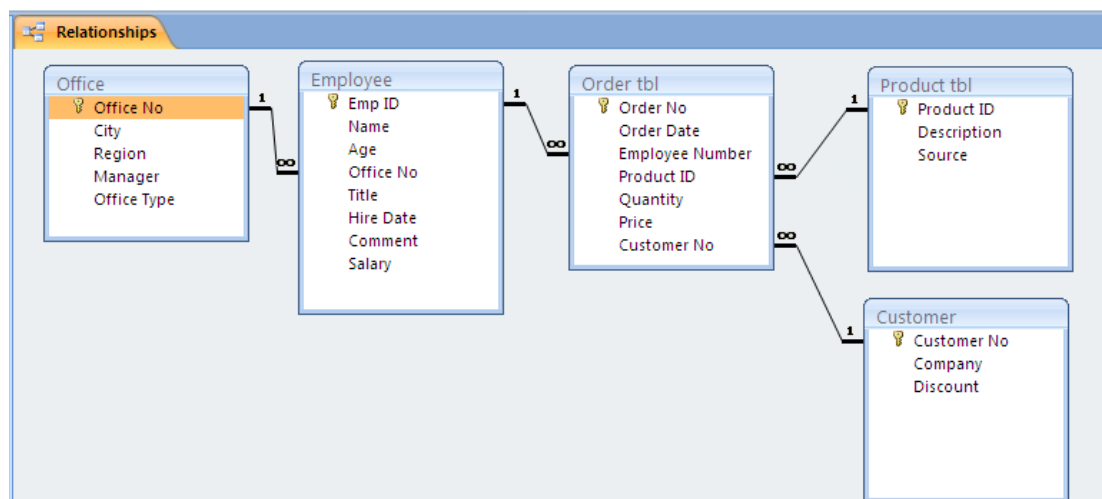 Relationships
Office
Office No
City
Region
Manager
Office Type
1
∞
Employee
Emp ID
Name
Age
Office No
Title
Hire Date
Comment
Salary
1
∞
Order tbl
Order No
Order Date
Employee Number
Product ID
Quantity
Price
Customer No
∞
1
∞
1
Product tbl
Product ID
Description
Source
Customer
Customer No
Company
Discount